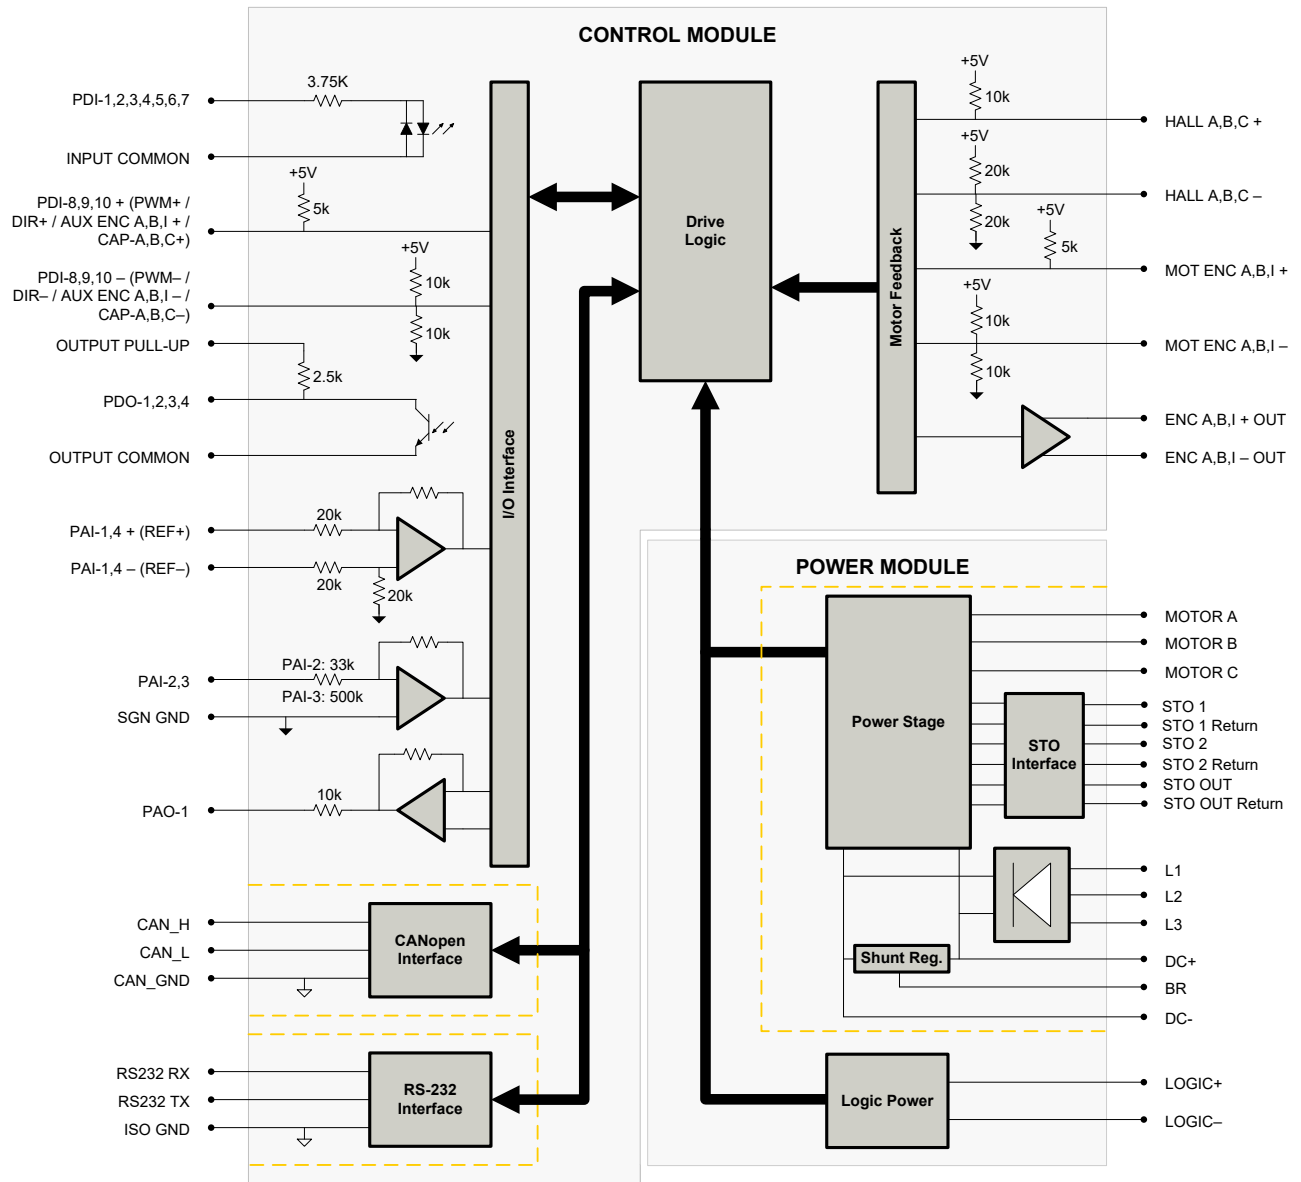 CONTROL MODULE
PDI-1,2,3,4,5,6,7
3.75K
INPUT COMMON
+5V
5k
PDI-8,9,10 + (PWM+ /
DIR+ / AUX ENC A,B,I + /
CAP-A,B,C+)
+5V
10k
10k
PDI-8,9,10 – (PWM– /
DIR– / AUX ENC A,B,I – /
CAP-A,B,C–)
OUTPUT PULL-UP
2.5k
PDO-1,2,3,4
OUTPUT COMMON
PAI-1,4 + (REF+)
20k
PAI-1,4 – (REF–)
20k
20k
PAI-2,3
PAI-2: 33k
PAI-3: 500k
SGN GND
PAO-1
10k
I/O Interface
CAN_H
CAN_L
CAN_GND
CANopen
Interface
RS232 RX
RS232 TX
ISO GND
RS-232
Interface
Drive
Logic
Motor Feedback
+5V
10k
HALL A,B,C +
+5V
20k
20k
HALL A,B,C –
+5V
5k
MOT ENC A,B,I +
+5V
10k
10k
MOT ENC A,B,I –
ENC A,B,I + OUT
ENC A,B,I – OUT
POWER MODULE
Power Stage
MOTOR A
MOTOR B
MOTOR C
STO
Interface
STO 1
STO 1 Return
STO 2
STO 2 Return
STO OUT
STO OUT Return
L1
L2
L3
Shunt Reg.
DC+
BR
DC-
Logic Power
LOGIC+
LOGIC–